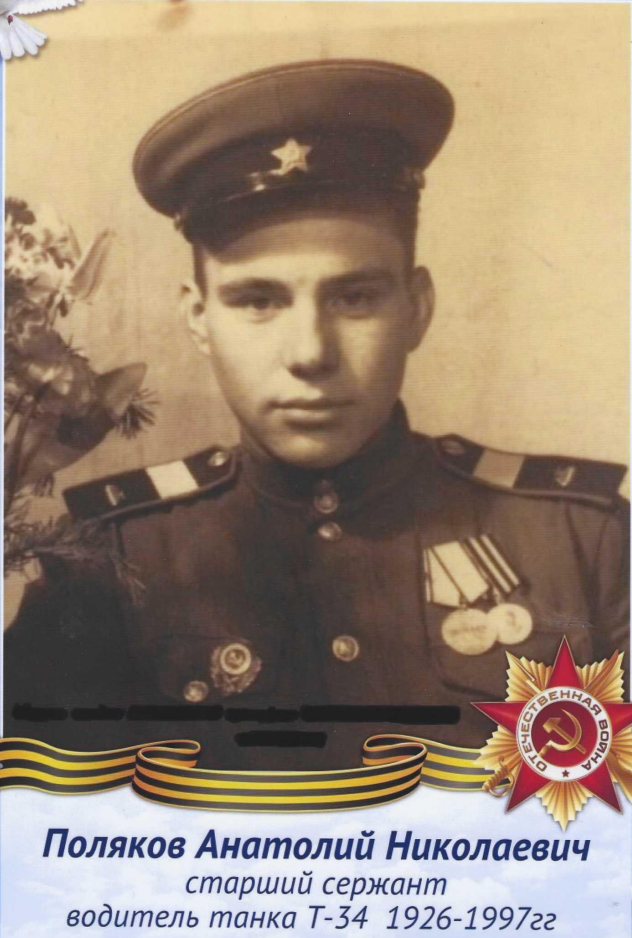 ОТЕЧЕСТВЕННАЯ ВОЙНА
Поляков Анатолий Николаевич
старший сержант
водитель танка Т-34 1926-1997гг